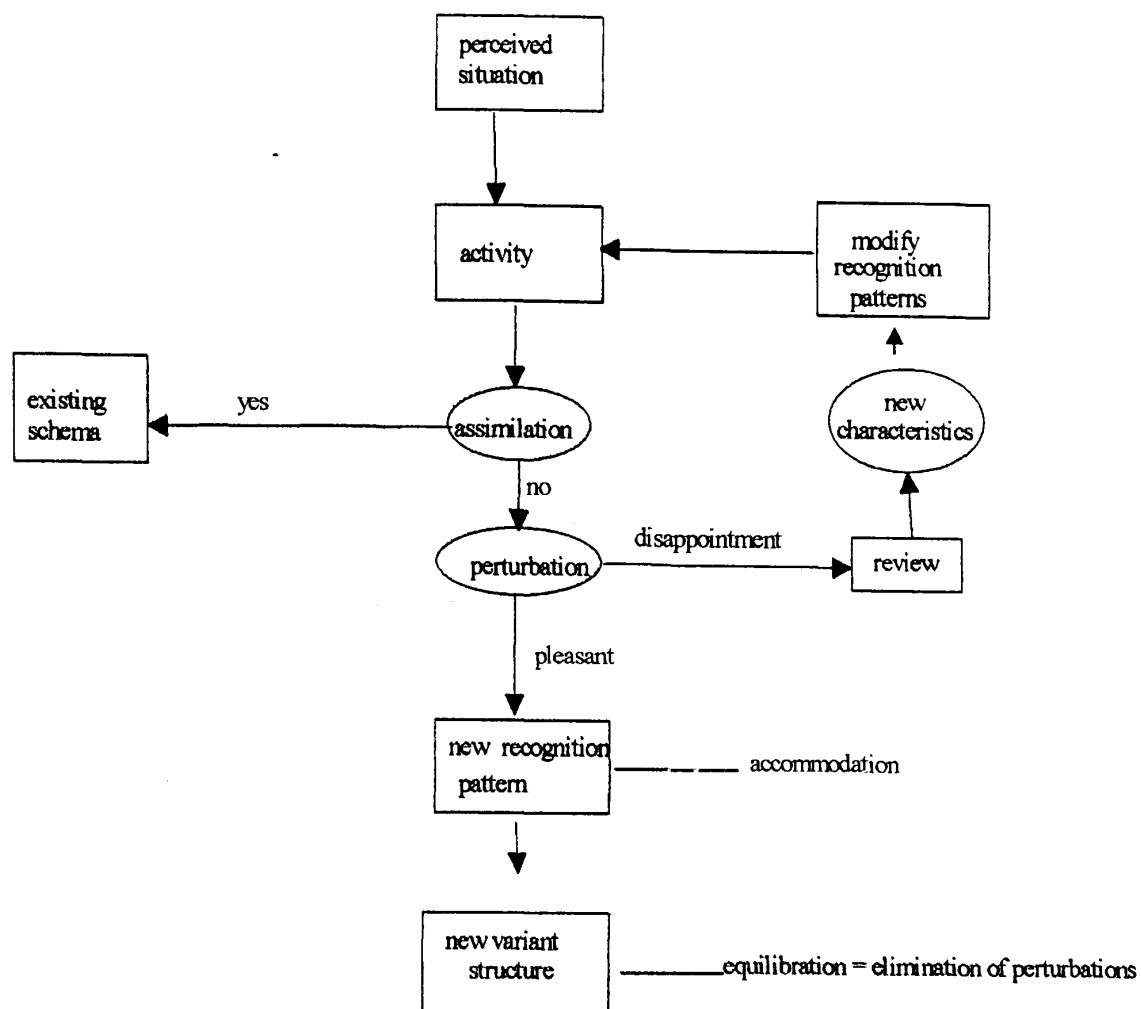 perceived
situation
activity
modify
recognition
patterns
existing
schema
yes
assimilation
new
characteristics
no
perturbation
disappointment
review
pleasant
new recognition
pattern
accommodation
new variant
structure
equilibration = elimination of perturbations